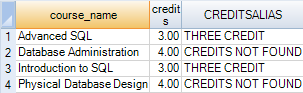 course_name credits CREDITSALIAS
1 Advanced SQL 3.00 THREE CREDIT
2 Database Administration 4.00 CREDITS NOT FOUND
3 Introduction to SQL 3.00 THREE CREDIT
4 Physical Database Design 4.00 CREDITS NOT FOUND